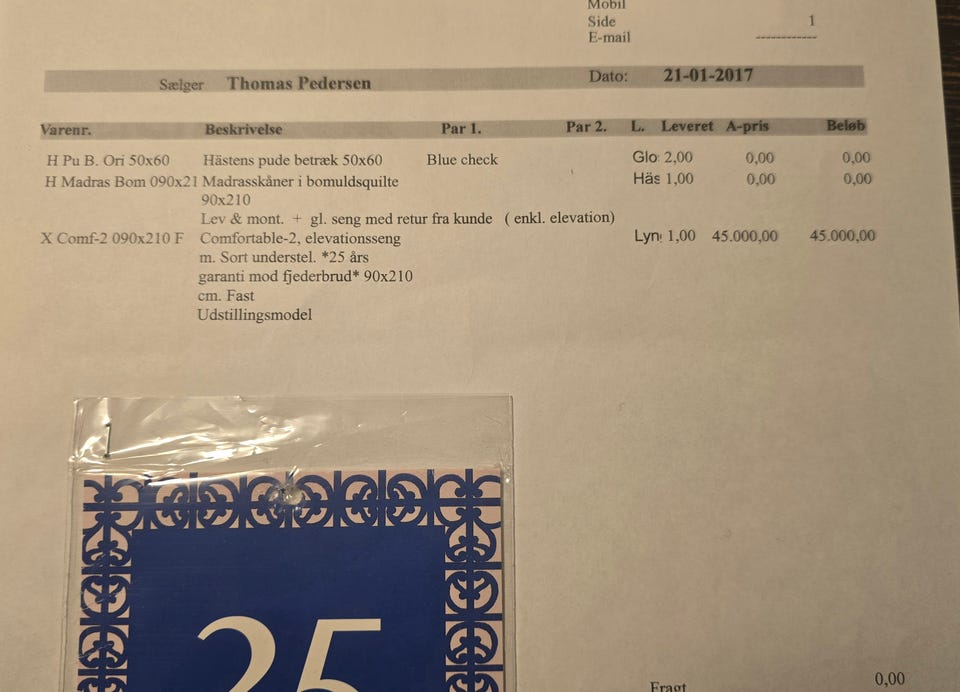 Mobil
Side 1
E-mail ------------
Sælger Thomas Pedersen Dato: 21-01-2017
Varenr. Beskrivelse Par 1. Par 2. L. Leveret A-pris Beløb
H Pu B. Ori 50x60 Hästens pude betræk 50x60 Blue check Glo 2,00 0,00 0,00
H Madras Bom 090x21 Madrasskåner i bomuldsquilte Häs 1,00 0,00 0,00
90x210
Lev & mont. + gl. seng med retur fra kunde ( enkl. elevation)
X Comf-2 090x210 F Comfortable-2, elevationsseng Lyn 1,00 45.000,00 45.000,00
m. Sort understel. *25 års
garanti mod fjederbrud* 90x210
cm. Fast
Udstillingsmodel
25
Fragt 0,00